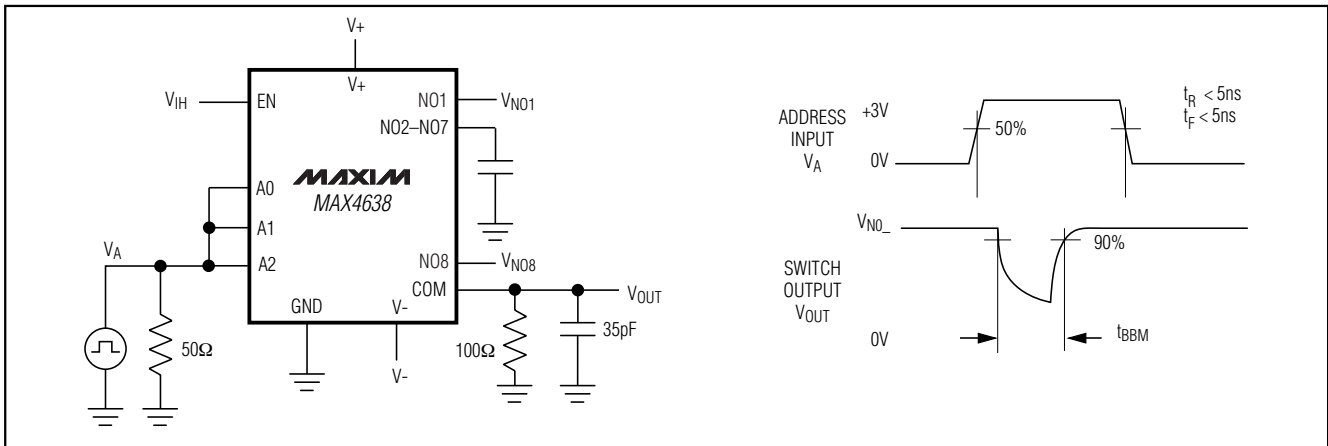 V+
V+
VIH
EN
NO1
VNO1
NO2–NO7
MAXIM
MAX4638
A0
A1
VA
A2
NO8
VNO8
COM
VOUT
GND
V-
50Ω
V-
100Ω
35pF
ADDRESS
INPUT
VA
+3V
0V
50%
tR < 5ns
tF < 5ns
VN0_
90%
SWITCH
OUTPUT
VOUT
0V
tBBM